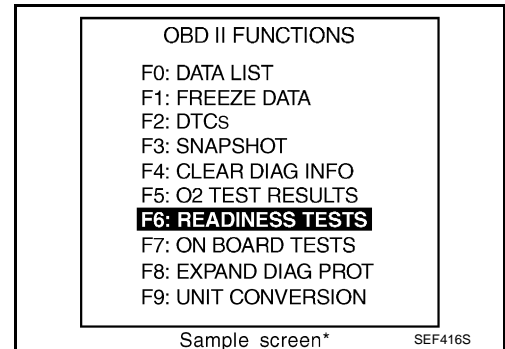 OBD II FUNCTIONS
F0: DATA LIST
F1: FREEZE DATA
F2: DTCs
F3: SNAPSHOT
F4: CLEAR DIAG INFO
F5: O2 TEST RESULTS
F6: READINESS TESTS
F7: ON BOARD TESTS
F8: EXPAND DIAG PROT
F9: UNIT CONVERSION
Sample screen*
SEF416S